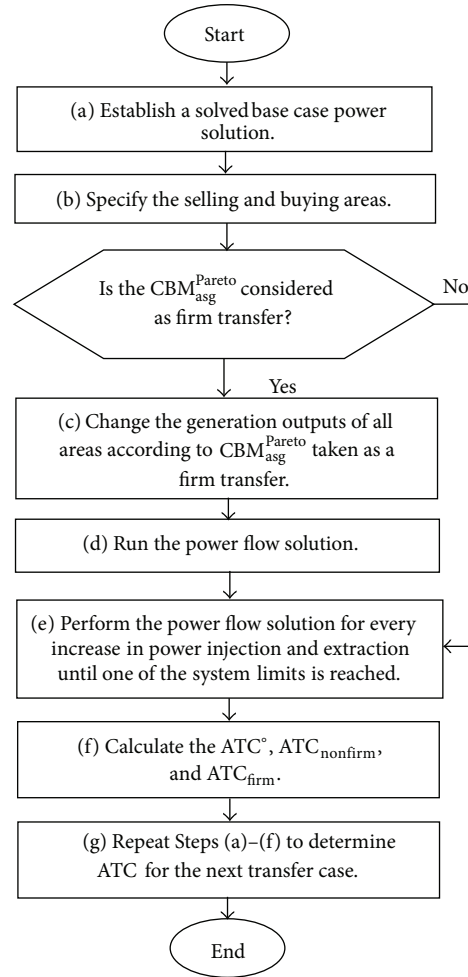 Start
(a) Establish a solved base case power
solution.
(b) Specify the selling and buying areas.
Is the CBM^Pareto_asg considered
as firm transfer?
No
Yes
(c) Change the generation outputs of all
areas according to CBM^Pareto_asg taken as a
firm transfer.
(d) Run the power flow solution.
(e) Perform the power flow solution for every
increase in power injection and extraction
until one of the system limits is reached.
(f) Calculate the ATC°, ATC_nonfirm,
and ATC_firm.
(g) Repeat Steps (a)–(f) to determine
ATC for the next transfer case.
End